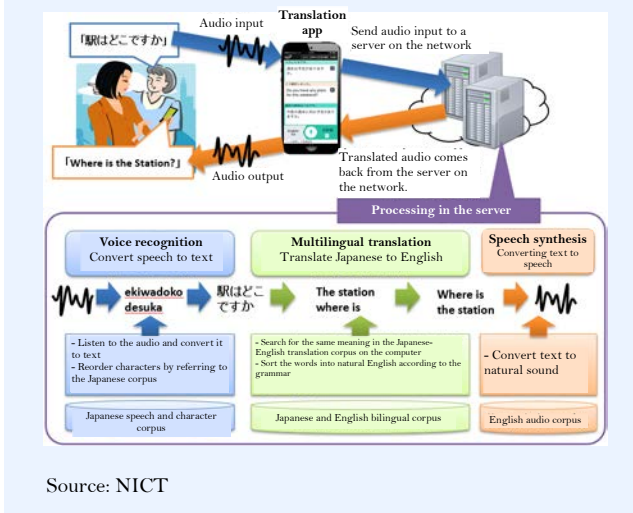 Audio input
Translation
app
Send audio input to a
server on the network
「駅はどこですか」
「Where is the Station?」
Audio output
Translated audio comes
back from the server on
the network.
Processing in the server
Voice recognition
Convert speech to text
Multilingual translation
Translate Japanese to English
Speech synthesis
Converting text to
speech
ekiwadoko
desuka
駅はどこ
ですか
The station
where is
Where is
the station
- Listen to the audio and convert it
to text
- Reorder characters by referring to
the Japanese corpus
- Search for the same meaning in the Japanese-
English translation corpus on the computer
- Sort the words into natural English according to the
grammar
- Convert text to
natural sound
Japanese speech and character
corpus
Japanese and English bilingual corpus
English audio corpus
Source: NICT